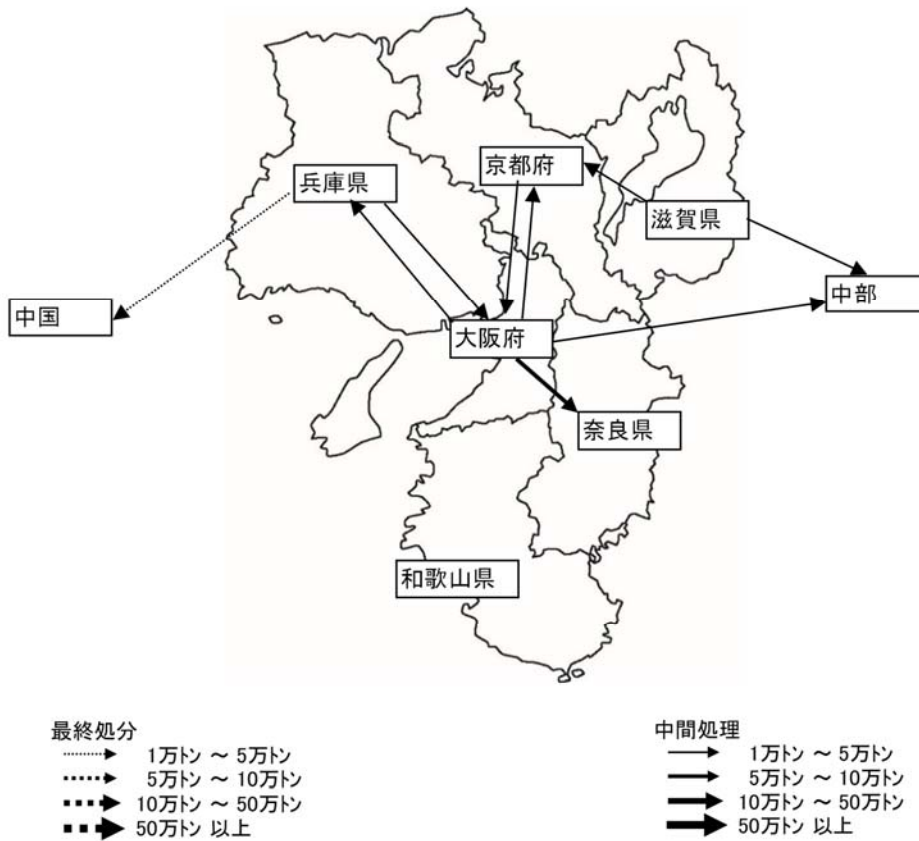 京都府
兵庫県
滋賀県
中部
中国
大阪府
奈良県
和歌山県
最終処分
1万トン ～ 5万トン
5万トン ～ 10万トン
10万トン ～ 50万トン
50万トン 以上
中間処理
1万トン ～ 5万トン
5万トン ～ 10万トン
10万トン ～ 50万トン
50万トン 以上